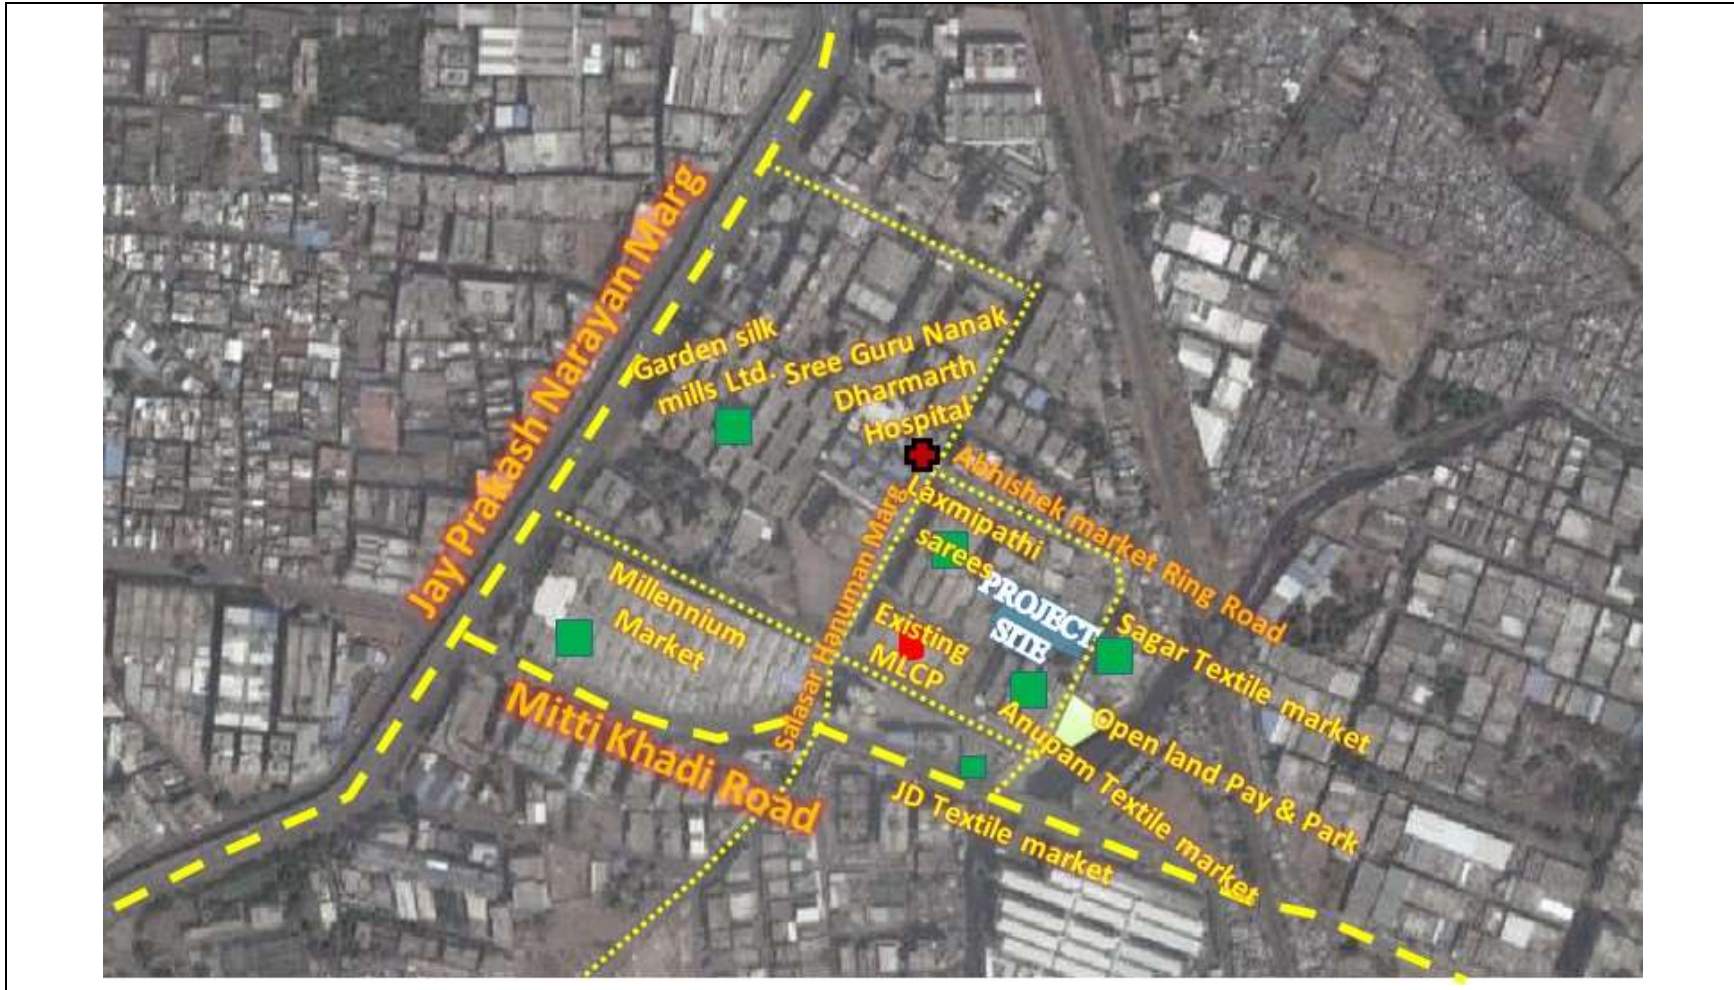 Jay Prakash Narayan Marg
Garden silk
mills Ltd.
Sree Guru Nanak
Dharmarth
Hospital
Abhishek market Ring Road
Laxmipathi
sarees
Salasar Hanuman Marg
PROJECT
SITE
Millennium
Market
Existing
MLCP
Sagar Textile market
Open land Pay & Park
Anupam Textile market
Mitti Khadi Road
JD Textile market